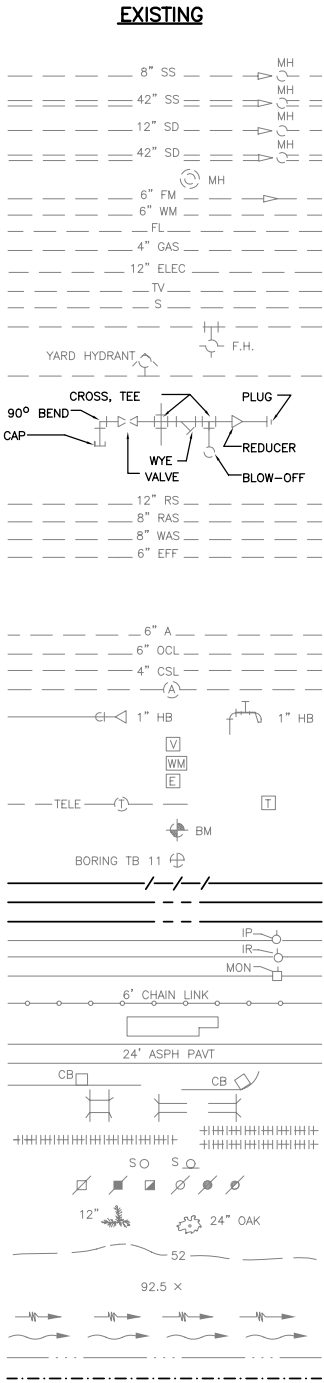 EXISTING
MH
8" SS
MH
42" SS
MH
12" SD
MH
42" SD
MH
6" FM
6" WM
FL
4" GAS
12" ELEC
TV
S
F.H.
YARD HYDRANT
CROSS, TEE
PLUG
90° BEND
CAP
WYE
REDUCER
VALVE
BLOW-OFF
12" RS
8" RAS
8" WAS
6" EFF
6" A
6" OCL
4" CSL
A
1" HB
1" HB
V
WM
E
TELE T T
BM
BORING TB 11
IP
IR
MON
6' CHAIN LINK
24' ASPH PAVT
CB CB
S S
12" 24" OAK
52
92.5 ×